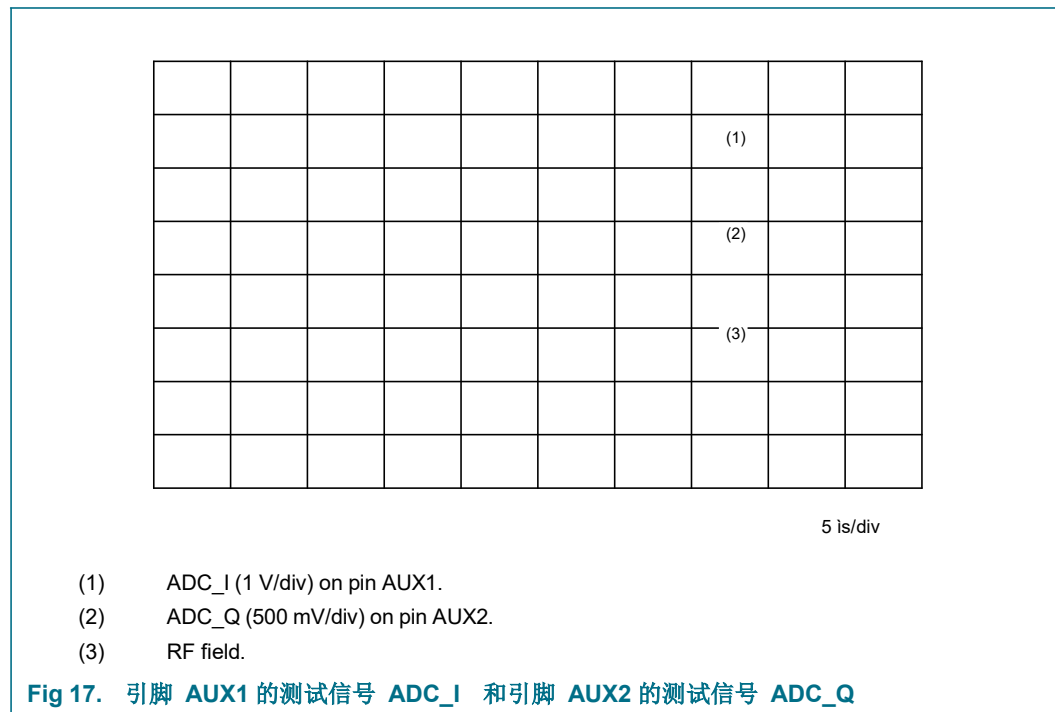 (1)
(2)
(3)
5 ìs/div
(1) ADC_I (1 V/div) on pin AUX1.
(2) ADC_Q (500 mV/div) on pin AUX2.
(3) RF field.
Fig 17. 引脚 AUX1 的测试信号 ADC_I 和引脚 AUX2 的测试信号 ADC_Q